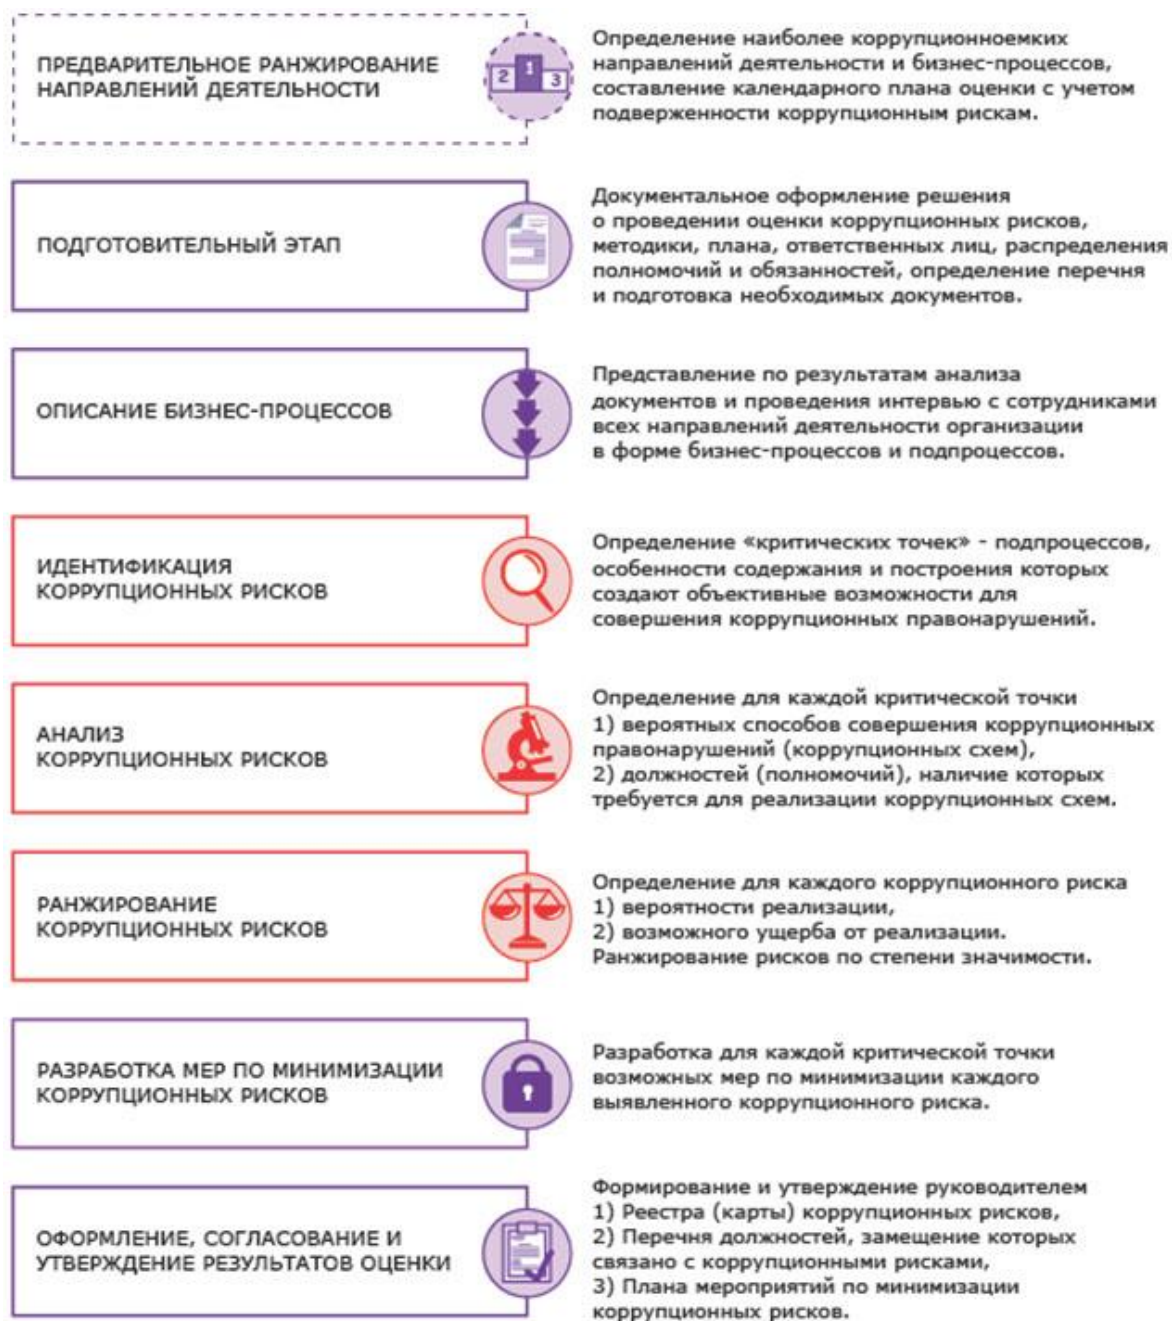 ПРЕДВАРИТЕЛЬНОЕ РАНЖИРОВАНИЕ
НАПРАВЛЕНИЙ ДЕЯТЕЛЬНОСТИ
2 1 3
Определение наиболее коррупционноемких
направлений деятельности и бизнес-процессов,
составление календарного плана оценки с учетом
подверженности коррупционным рискам.
ПОДГОТОВИТЕЛЬНЫЙ ЭТАП
Документальное оформление решения
о проведении оценки коррупционных рисков,
методики, плана, ответственных лиц, распределения
полномочий и обязанностей, определение перечня
и подготовка необходимых документов.
ОПИСАНИЕ БИЗНЕС-ПРОЦЕССОВ
Представление по результатам анализа
документов и проведения интервью с сотрудниками
всех направлений деятельности организации
в форме бизнес-процессов и подпроцессов.
ИДЕНТИФИКАЦИЯ
КОРРУПЦИОННЫХ РИСКОВ
Определение «критических точек» - подпроцессов,
особенности содержания и построения которых
создают объективные возможности для
совершения коррупционных правонарушений.
АНАЛИЗ
КОРРУПЦИОННЫХ РИСКОВ
Определение для каждой критической точки
1) вероятных способов совершения коррупционных
правонарушений (коррупционных схем),
2) должностей (полномочий), наличие которых
требуется для реализации коррупционных схем.
РАНЖИРОВАНИЕ
КОРРУПЦИОННЫХ РИСКОВ
Определение для каждого коррупционного риска
1) вероятности реализации,
2) возможного ущерба от реализации.
Ранжирование рисков по степени значимости.
РАЗРАБОТКА МЕР ПО МИНИМИЗАЦИИ
КОРРУПЦИОННЫХ РИСКОВ
Разработка для каждой критической точки
возможных мер по минимизации каждого
выявленного коррупционного риска.
ОФОРМЛЕНИЕ, СОГЛАСОВАНИЕ И
УТВЕРЖДЕНИЕ РЕЗУЛЬТАТОВ ОЦЕНКИ
Формирование и утверждение руководителем
1) Реестра (карты) коррупционных рисков,
2) Перечня должностей, замещение которых
связано с коррупционными рисками,
3) Плана мероприятий по минимизации
коррупционных рисков.